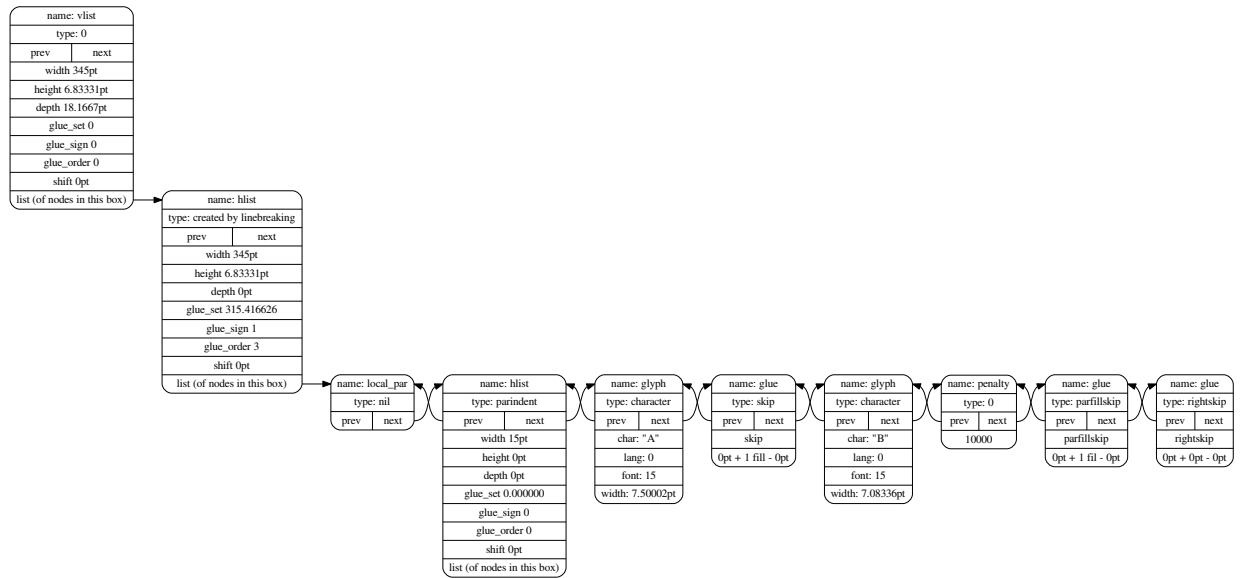 name: vlist
type: 0
prev next
width 345pt
height 6.83331pt
depth 18.1667pt
glue_set 0
glue_sign 0
glue_order 0
shift 0pt
list (of nodes in this box)
name: hlist
type: created by linebreaking
prev next
width 345pt
height 6.83331pt
depth 0pt
glue_set 315.416626
glue_sign 1
glue_order 3
shift 0pt
list (of nodes in this box)
name: local_par
type: nil
prev next
name: hlist
type: parindent
prev next
width 15pt
height 0pt
depth 0pt
glue_set 0.000000
glue_sign 0
glue_order 0
shift 0pt
list (of nodes in this box)
name: glyph
type: character
prev next
char: "A"
lang: 0
font: 15
width: 7.50002pt
name: glue
type: skip
prev next
skip
0pt + 1 fill - 0pt
name: glyph
type: character
prev next
char: "B"
lang: 0
font: 15
width: 7.08336pt
name: penalty
type: 0
prev next
10000
name: glue
type: parfillskip
prev next
parfillskip
0pt + 1 fil - 0pt
name: glue
type: rightskip
prev next
rightskip
0pt + 0pt - 0pt